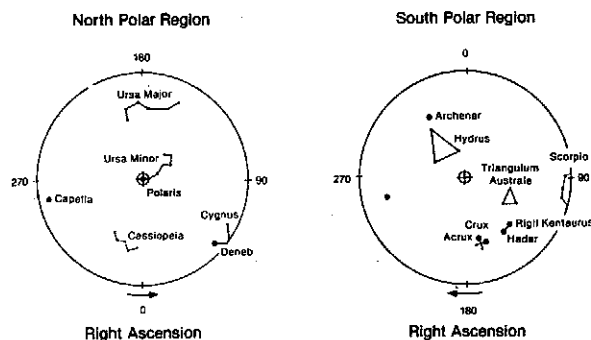 North Polar Region
180
Ursa Major
Ursa Minor
270
90
Polaris
Capella
Cygnus
Cassiopeia
Deneb
0
Right Ascension
South Polar Region
0
Archenar
Hydrus
Scorpio
Triangulum
Australe
270
90
Crux
Rigil Kentaurus
Acrux
Hadar
180
Right Ascension